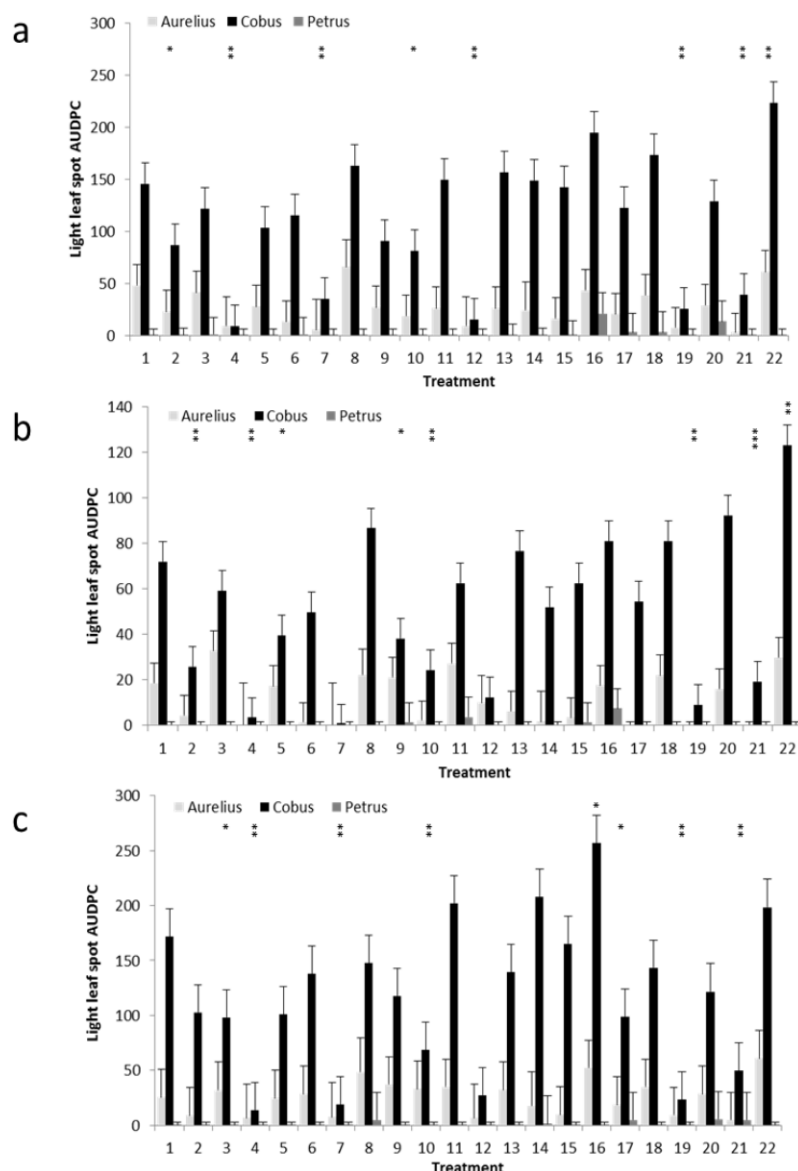 a
Aurelius Cobus Petrus
Light leaf spot AUDPC
300
250
200
150
100
50
0
* ** ** * ** ** ** **
1 2 3 4 5 6 7 8 9 10 11 12 13 14 15 16 17 18 19 20 21 22
Treatment
b
Aurelius Cobus Petrus
Light leaf spot AUDPC
140
120
100
80
60
40
20
0
** ** * * ** ** *** **
1 2 3 4 5 6 7 8 9 10 11 12 13 14 15 16 17 18 19 20 21 22
Treatment
c
Aurelius Cobus Petrus
Light leaf spot AUDPC
300
250
200
150
100
50
0
* ** ** ** * * ** **
1 2 3 4 5 6 7 8 9 10 11 12 13 14 15 16 17 18 19 20 21 22
Treatment